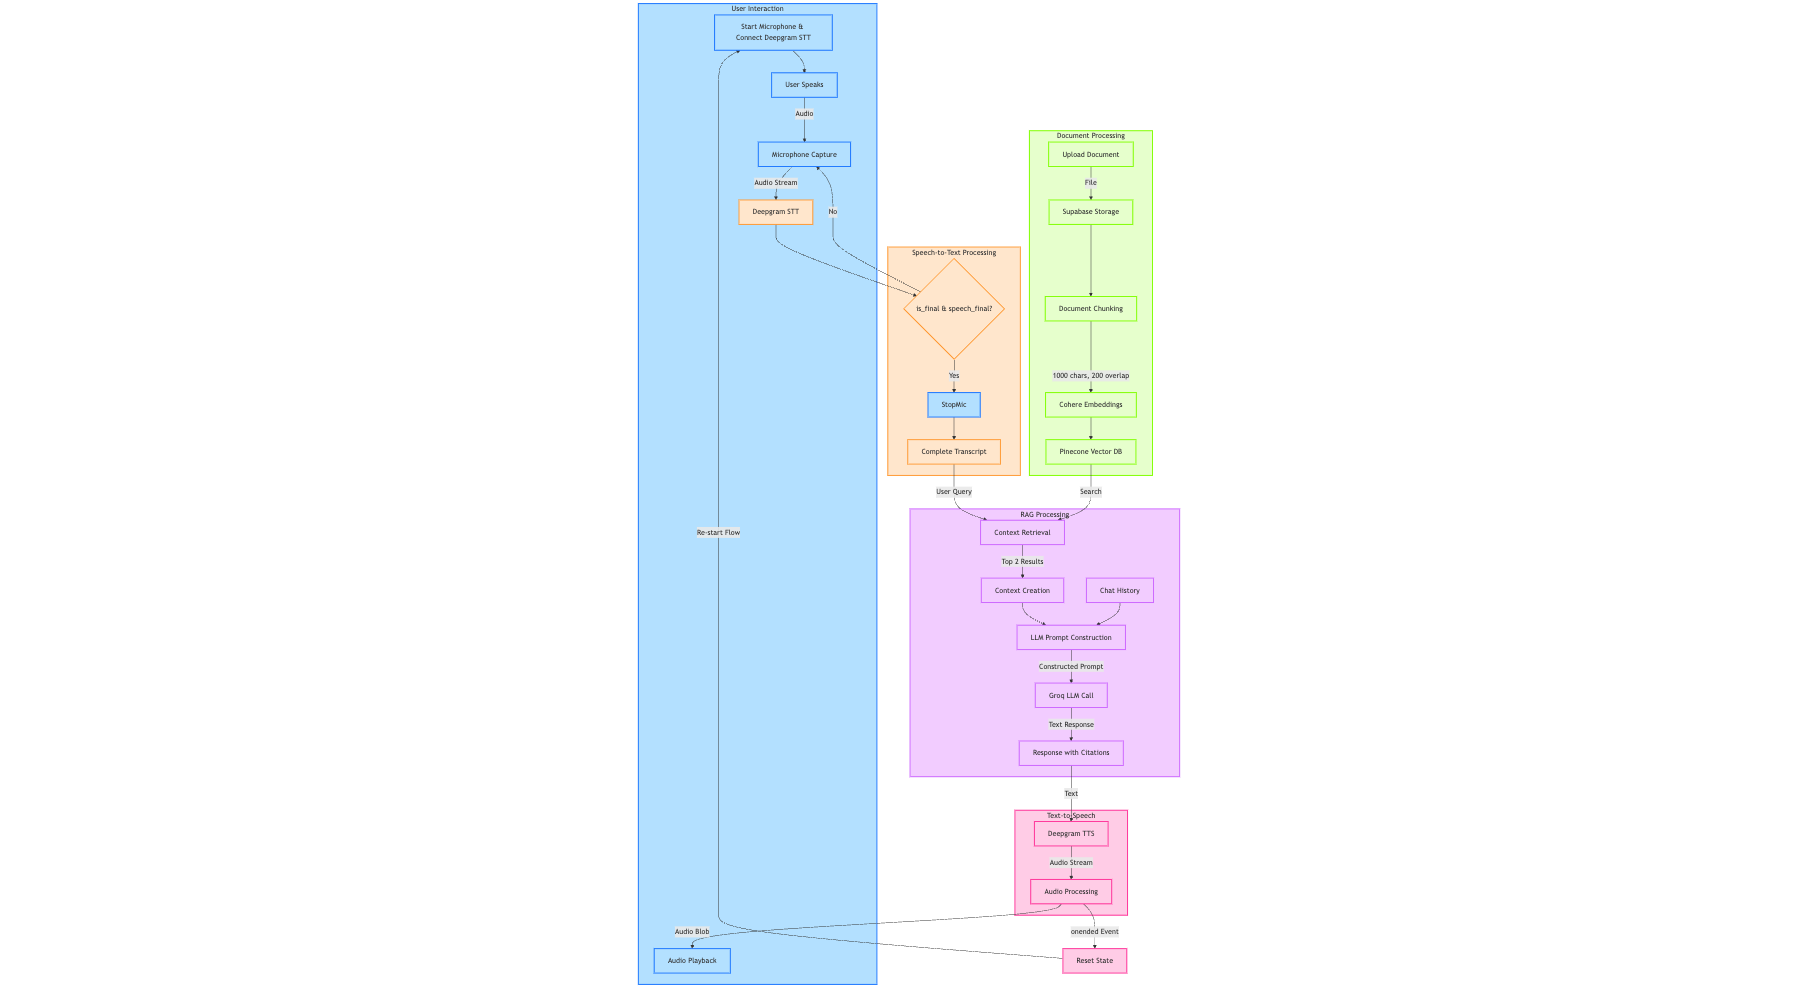 User Interaction
Start Microphone &
Connect Deepgram STT
User Speaks
Audio
Microphone Capture
Audio Stream
Deepgram STT
No
Re-start Flow
Audio Blob
Audio Playback
Speech-to-Text Processing
is_final & speech_final?
Yes
StopMic
Complete Transcript
User Query
Document Processing
Upload Document
File
Supabase Storage
Document Chunking
1000 chars, 200 overlap
Cohere Embeddings
Pinecone Vector DB
Search
RAG Processing
Context Retrieval
Top 2 Results
Context Creation
Chat History
LLM Prompt Construction
Constructed Prompt
Groq LLM Call
Text Response
Response with Citations
Text
Text-to-Speech
Deepgram TTS
Audio Stream
Audio Processing
onended Event
Reset State